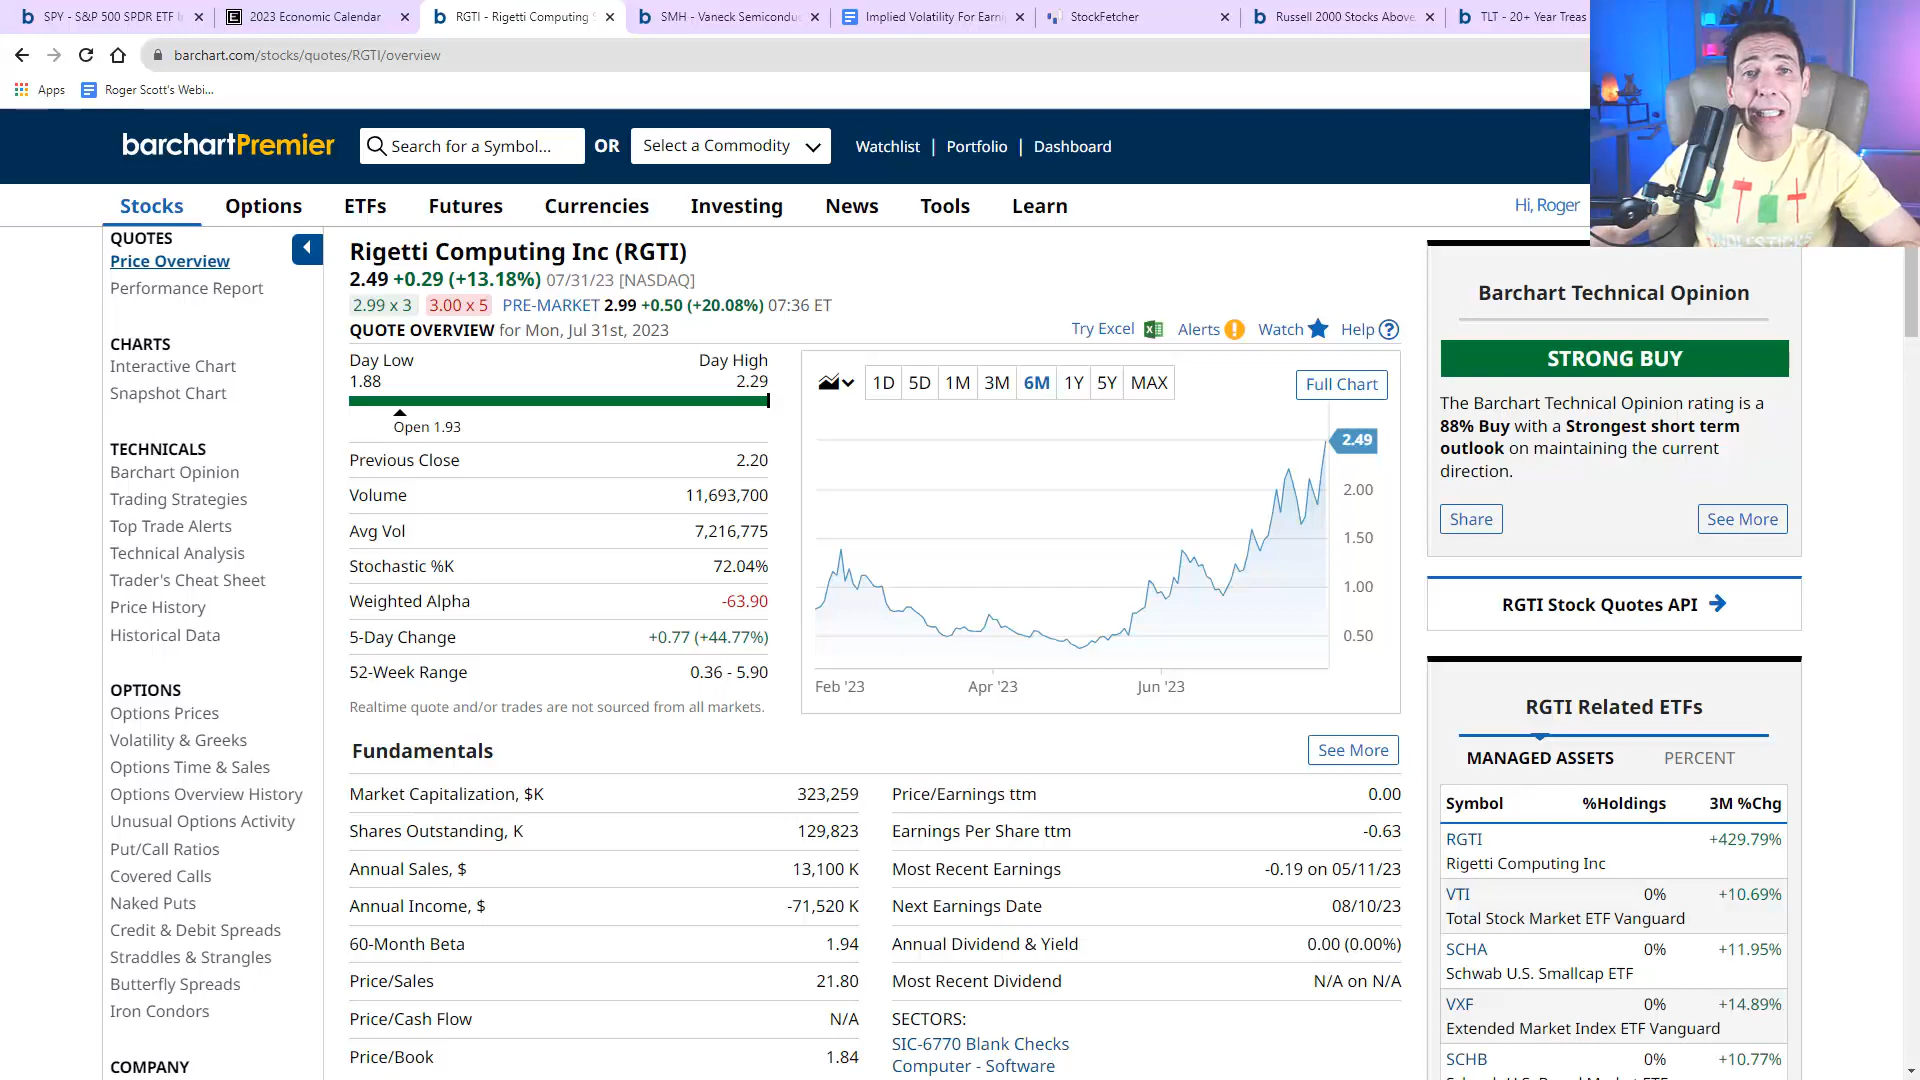 SPY - S&P 500 SPDR ETF
2023 Economic Calendar
RGTI - Rigetti Computing
SMH - Vaneck Semicondu
Implied Volatility For Earni
StockFetcher
Russell 2000 Stocks Above
TLT - 20+ Year Treas
barchart.com/stocks/quotes/RGTI/overview
Apps
Roger Scott's Webi...
barchartPremier
Search for a Symbol...
OR
Select a Commodity
Watchlist | Portfolio | Dashboard
Stocks Options ETFs Futures Currencies Investing News Tools Learn
Hi, Roger
QUOTES
Price Overview
Performance Report
CHARTS
Interactive Chart
Snapshot Chart
TECHNICALS
Barchart Opinion
Trading Strategies
Top Trade Alerts
Technical Analysis
Trader's Cheat Sheet
Price History
Historical Data
OPTIONS
Options Prices
Volatility & Greeks
Options Time & Sales
Options Overview History
Unusual Options Activity
Put/Call Ratios
Covered Calls
Naked Puts
Credit & Debit Spreads
Straddles & Strangles
Butterfly Spreads
Iron Condors
COMPANY
Rigetti Computing Inc (RGTI)
2.49 +0.29 (+13.18%) 07/31/23 [NASDAQ]
2.99 x 3 3.00 x 5 PRE-MARKET 2.99 +0.50 (+20.08%) 07:36 ET
QUOTE OVERVIEW for Mon, Jul 31st, 2023
Try Excel Alerts Watch Help
Day Low Day High
1.88 2.29
Open 1.93
Previous Close 2.20
Volume 11,693,700
Avg Vol 7,216,775
Stochastic %K 72.04%
Weighted Alpha -63.90
5-Day Change +0.77 (+44.77%)
52-Week Range 0.36 - 5.90
Realtime quote and/or trades are not sourced from all markets.
1D 5D 1M 3M 6M 1Y 5Y MAX
Full Chart
2.49
2.00
1.50
1.00
0.50
Feb '23 Apr '23 Jun '23
Fundamentals
See More
Market Capitalization, $K 323,259
Shares Outstanding, K 129,823
Annual Sales, $ 13,100 K
Annual Income, $ -71,520 K
60-Month Beta 1.94
Price/Sales 21.80
Price/Cash Flow N/A
Price/Book 1.84
Price/Earnings ttm 0.00
Earnings Per Share ttm -0.63
Most Recent Earnings -0.19 on 05/11/23
Next Earnings Date 08/10/23
Annual Dividend & Yield 0.00 (0.00%)
Most Recent Dividend N/A on N/A
SECTORS:
SIC-6770 Blank Checks
Computer - Software
Barchart Technical Opinion
STRONG BUY
The Barchart Technical Opinion rating is a
88% Buy with a Strongest short term
outlook on maintaining the current
direction.
Share See More
RGTI Stock Quotes API
RGTI Related ETFs
MANAGED ASSETS PERCENT
Symbol %Holdings 3M %Chg
RGTI +429.79%
Rigetti Computing Inc
VTI 0% +10.69%
Total Stock Market ETF Vanguard
SCHA 0% +11.95%
Schwab U.S. Smallcap ETF
VXF 0% +14.89%
Extended Market Index ETF Vanguard
SCHB 0% +10.77%